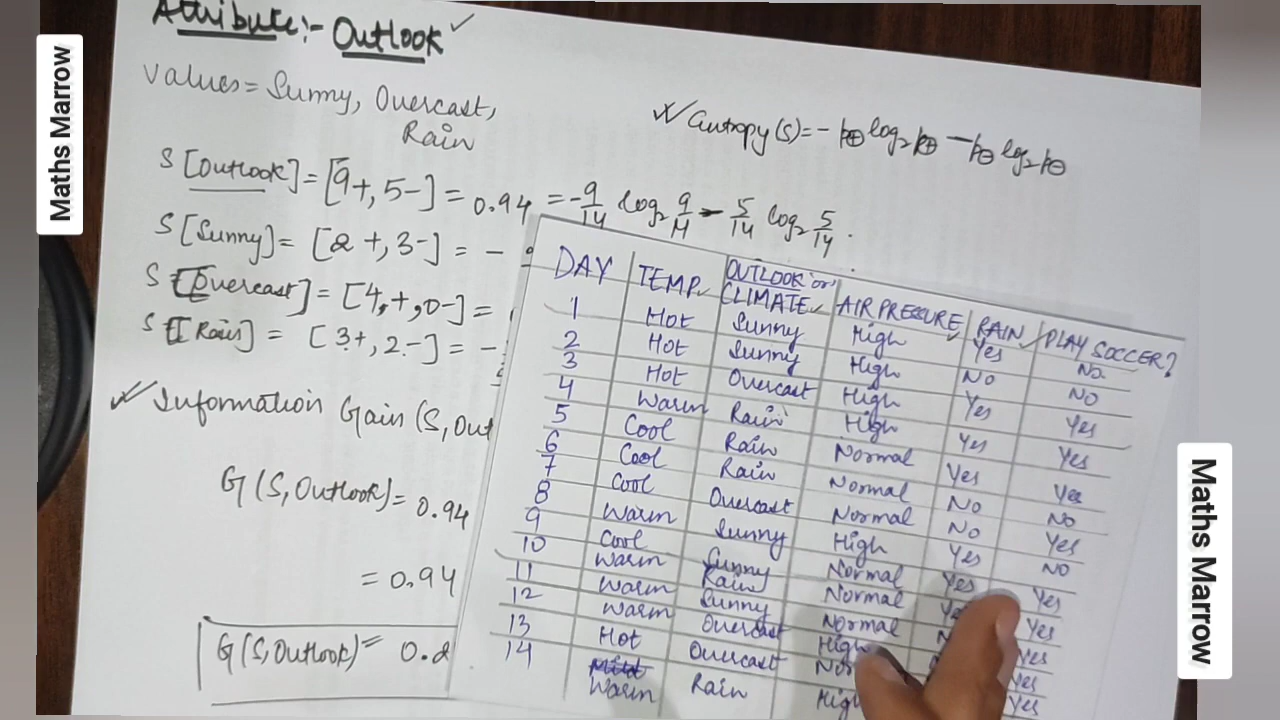 Attribute:- Outlook ✓
Values = Sunny, Overcast,
Rain
S [Outlook] = [9+, 5-] = 0.94 = -9/14 log₂ 9/14 - 5/14 log₂ 5/14 .
✓ Entropy(S) = - p⊕ log₂ p⊕ - p⊖ log₂ p⊖
S [Sunny] = [2+, 3-] = -
S [Overcast] = [4,+,0-] =
S [Rain] = [3+, 2-] = -
✓ Information Gain (S, Out
G (S, Outlook) = 0.94
= 0.94
G(S, Outlook) = 0.2
DAY TEMP. OUTLOOK or CLIMATE AIR PRESSURE RAIN PLAY SOCCER?
1 Hot Sunny High Yes No
2 Hot Sunny High No No
3 Hot Overcast High Yes Yes
4 Warm Rain High Yes Yes
5 Cool Rain Normal Yes Yes
6 Cool Rain Normal No No
7 Cool Overcast Normal No Yes
8 Warm Sunny High Yes No
9 Cool Sunny Normal Yes Yes
10 Warm Rain Normal Yes
11 Warm Sunny Normal Yes
12 Warm Overcast High Yes
13 Hot Overcast Yes
14 Warm Rain High
Maths Marrow
Maths Marrow